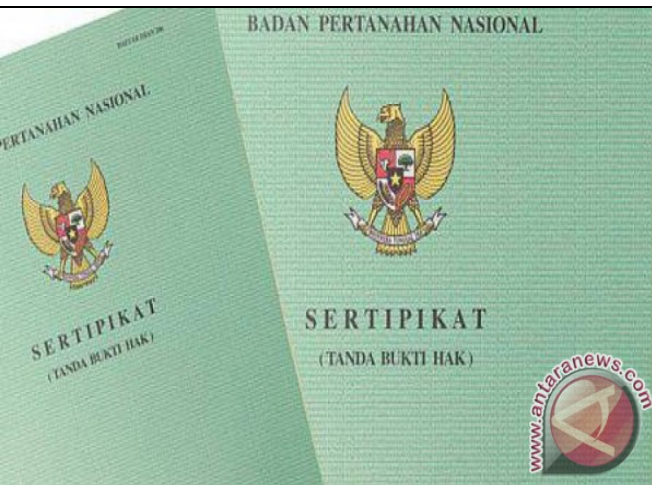 PERTANAHAN NASIONAL
SERTIPIKAT
(TANDA BUKTI HAK)
BADAN PERTANAHAN NASIONAL
SERTIPIKAT
(TANDA BUKTI HAK)
www.antaranews.com